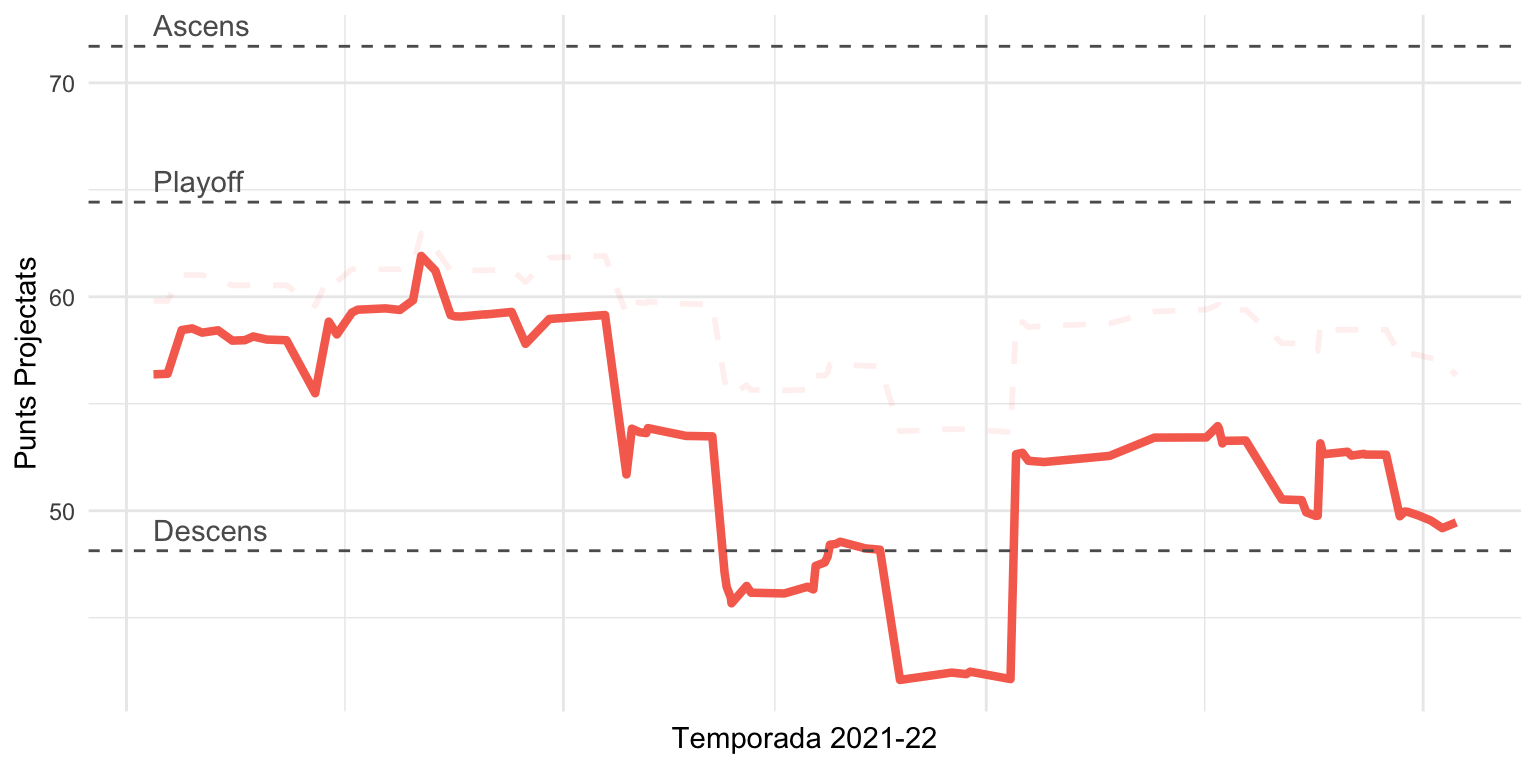 Ascens
70
Playoff
60
50
Descens
Punts Projectats
Temporada 2021-22